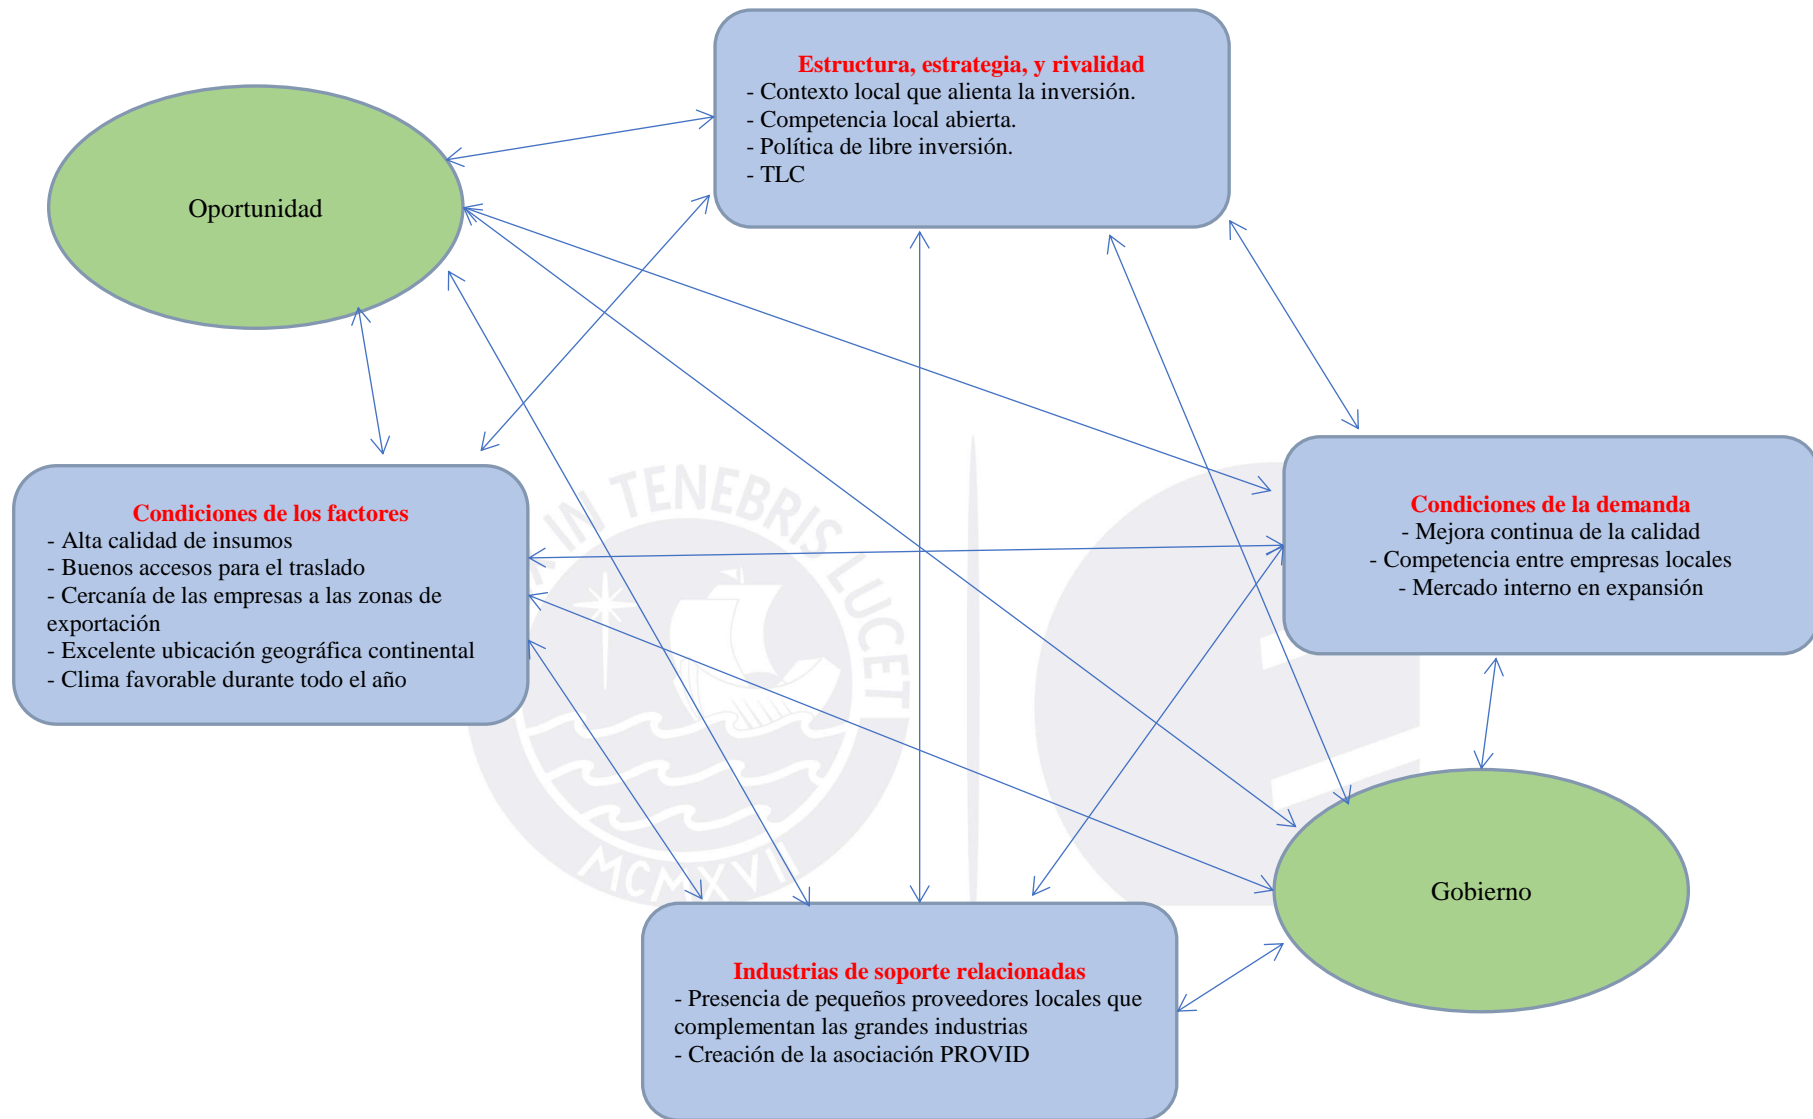 Estructura, estrategia, y rivalidad
- Contexto local que alienta la inversión.
- Competencia local abierta.
- Política de libre inversión.
- TLC
Oportunidad
Condiciones de los factores
- Alta calidad de insumos
- Buenos accesos para el traslado
- Cercanía de las empresas a las zonas de
exportación
- Excelente ubicación geográfica continental
- Clima favorable durante todo el año
Condiciones de la demanda
- Mejora continua de la calidad
- Competencia entre empresas locales
- Mercado interno en expansión
IN TENEBRIS LUCET
MCMXVII
Gobierno
Industrias de soporte relacionadas
- Presencia de pequeños proveedores locales que
complementan las grandes industrias
- Creación de la asociación PROVID